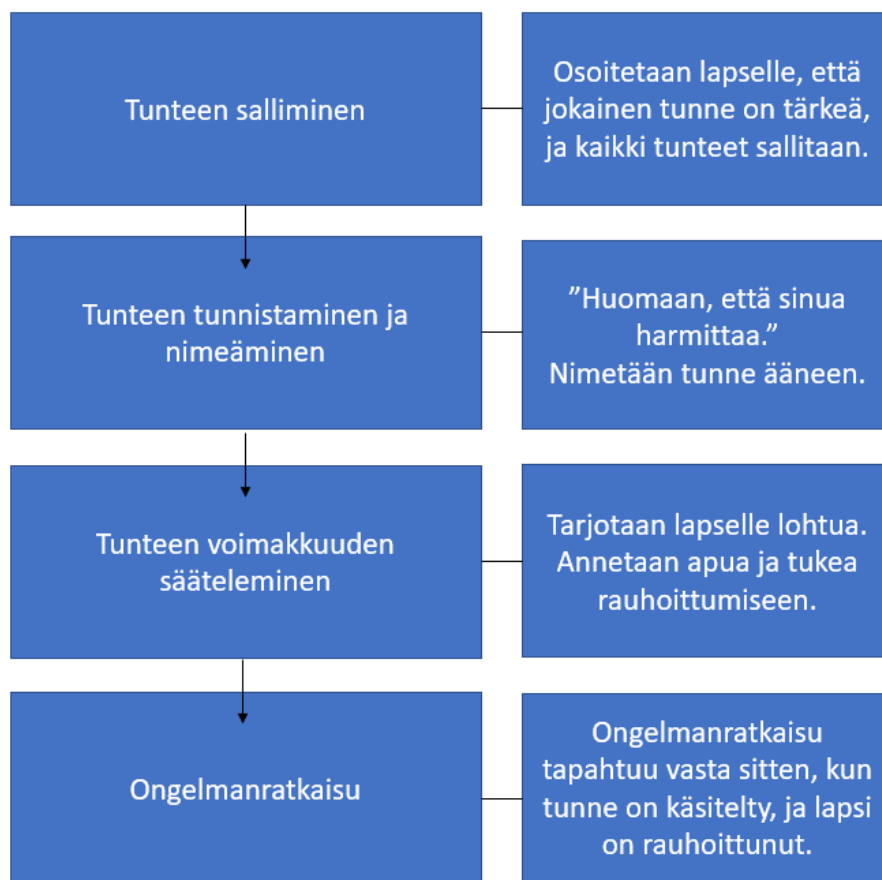 Tunteen salliminen
Osoitetaan lapselle, että
jokainen tunne on tärkeä,
ja kaikki tunteet sallitaan.
Tunteen tunnistaminen ja
nimeäminen
”Huomaan, että sinua
harmittaa.”
Nimetään tunne ääneen.
Tunteen voimakkuuden
sääteleminen
Tarjotaan lapselle lohtua.
Annetaan apua ja tukea
rauhoittumiseen.
Ongelmanratkaisu
Ongelmanratkaisu
tapahtuu vasta sitten, kun
tunne on käsitelty, ja lapsi
on rauhoittunut.